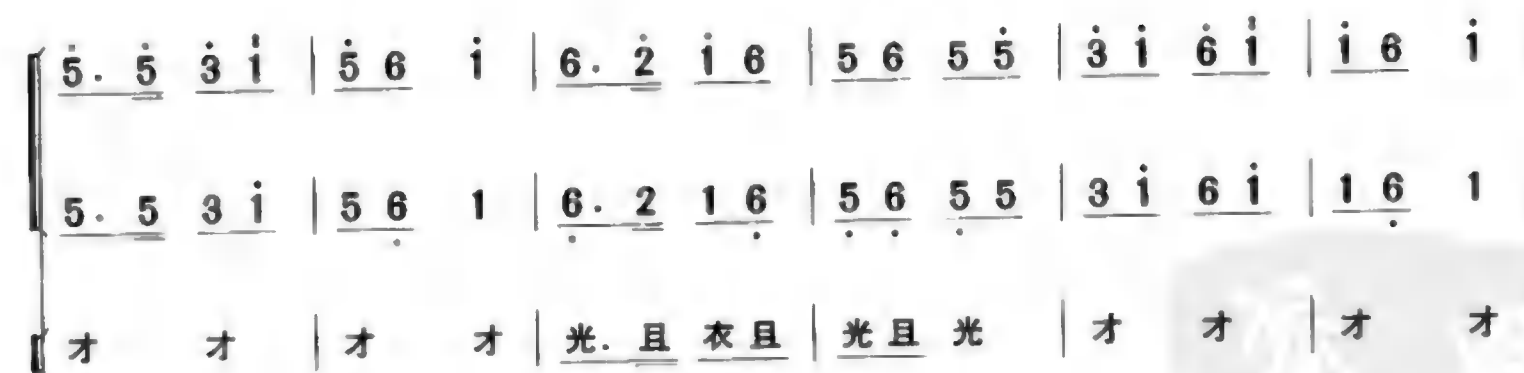 5̇. 5̇ 3̇ 1̈ | 5̇ 6 1̇ | 6. 2̇ 1̇ 6 | 5 6 5 5̇ | 3̇ 1̇ 6̇ 1̈ | 1̇ 6 1̇
5. 5 3 1̇ | 5 6̣ 1 | 6̣. 2 1 6̣ | 5̣ 6̣ 5̣ 5 | 3 1̇ 6 1̇ | 1 6̣ 1
才 才 | 才 才 | 光. 且 衣 且 | 光 且 光 | 才 才 | 才 才